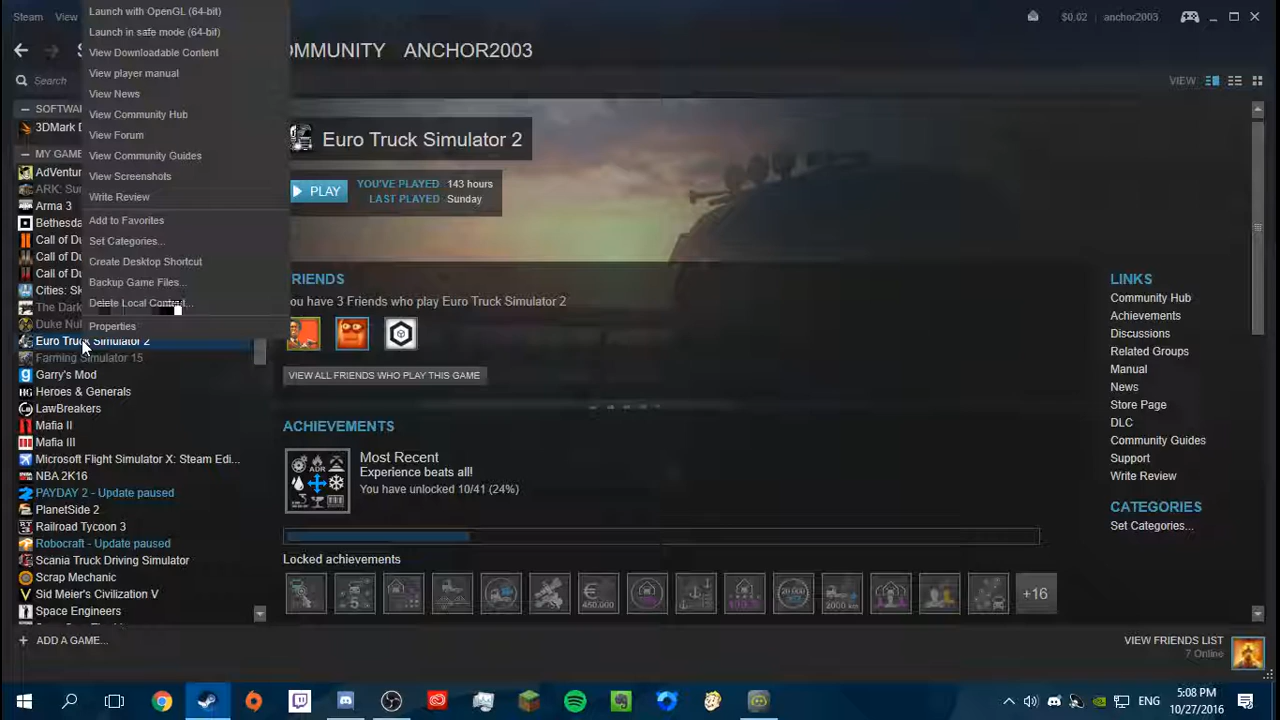 Steam View
$0.02 anchor2003
OMMUNITY ANCHOR2003
Search
VIEW
Launch with OpenGL (64-bit)
Launch in safe mode (64-bit)
View Downloadable Content
View player manual
View News
View Community Hub
View Forum
View Community Guides
View Screenshots
Write Review
Add to Favorites
Set Categories...
Create Desktop Shortcut
Backup Game Files...
Delete Local Content...
Properties
SOFTWA
3DMark D
MY GAME
AdVentur
ARK: Sur
Arma 3
Bethesda
Call of Du
Call of Du
Call of Du
Cities: Sk
The Dark
Duke Nuk
Euro Truck Simulator 2
Farming Simulator 15
Garry's Mod
Heroes & Generals
LawBreakers
Mafia II
Mafia III
Microsoft Flight Simulator X: Steam Edi...
NBA 2K16
PAYDAY 2 - Update paused
PlanetSide 2
Railroad Tycoon 3
Robocraft - Update paused
Scania Truck Driving Simulator
Scrap Mechanic
Sid Meier's Civilization V
Space Engineers
ADD A GAME...
Euro Truck Simulator 2
PLAY
YOU'VE PLAYED 143 hours
LAST PLAYED Sunday
RIENDS
ou have 3 Friends who play Euro Truck Simulator 2
VIEW ALL FRIENDS WHO PLAY THIS GAME
ACHIEVEMENTS
Most Recent
Experience beats all!
You have unlocked 10/41 (24%)
Locked achievements
+16
LINKS
Community Hub
Achievements
Discussions
Related Groups
Manual
News
Store Page
DLC
Community Guides
Support
Write Review
CATEGORIES
Set Categories...
VIEW FRIENDS LIST
7 Online
ENG
5:08 PM
10/27/2016